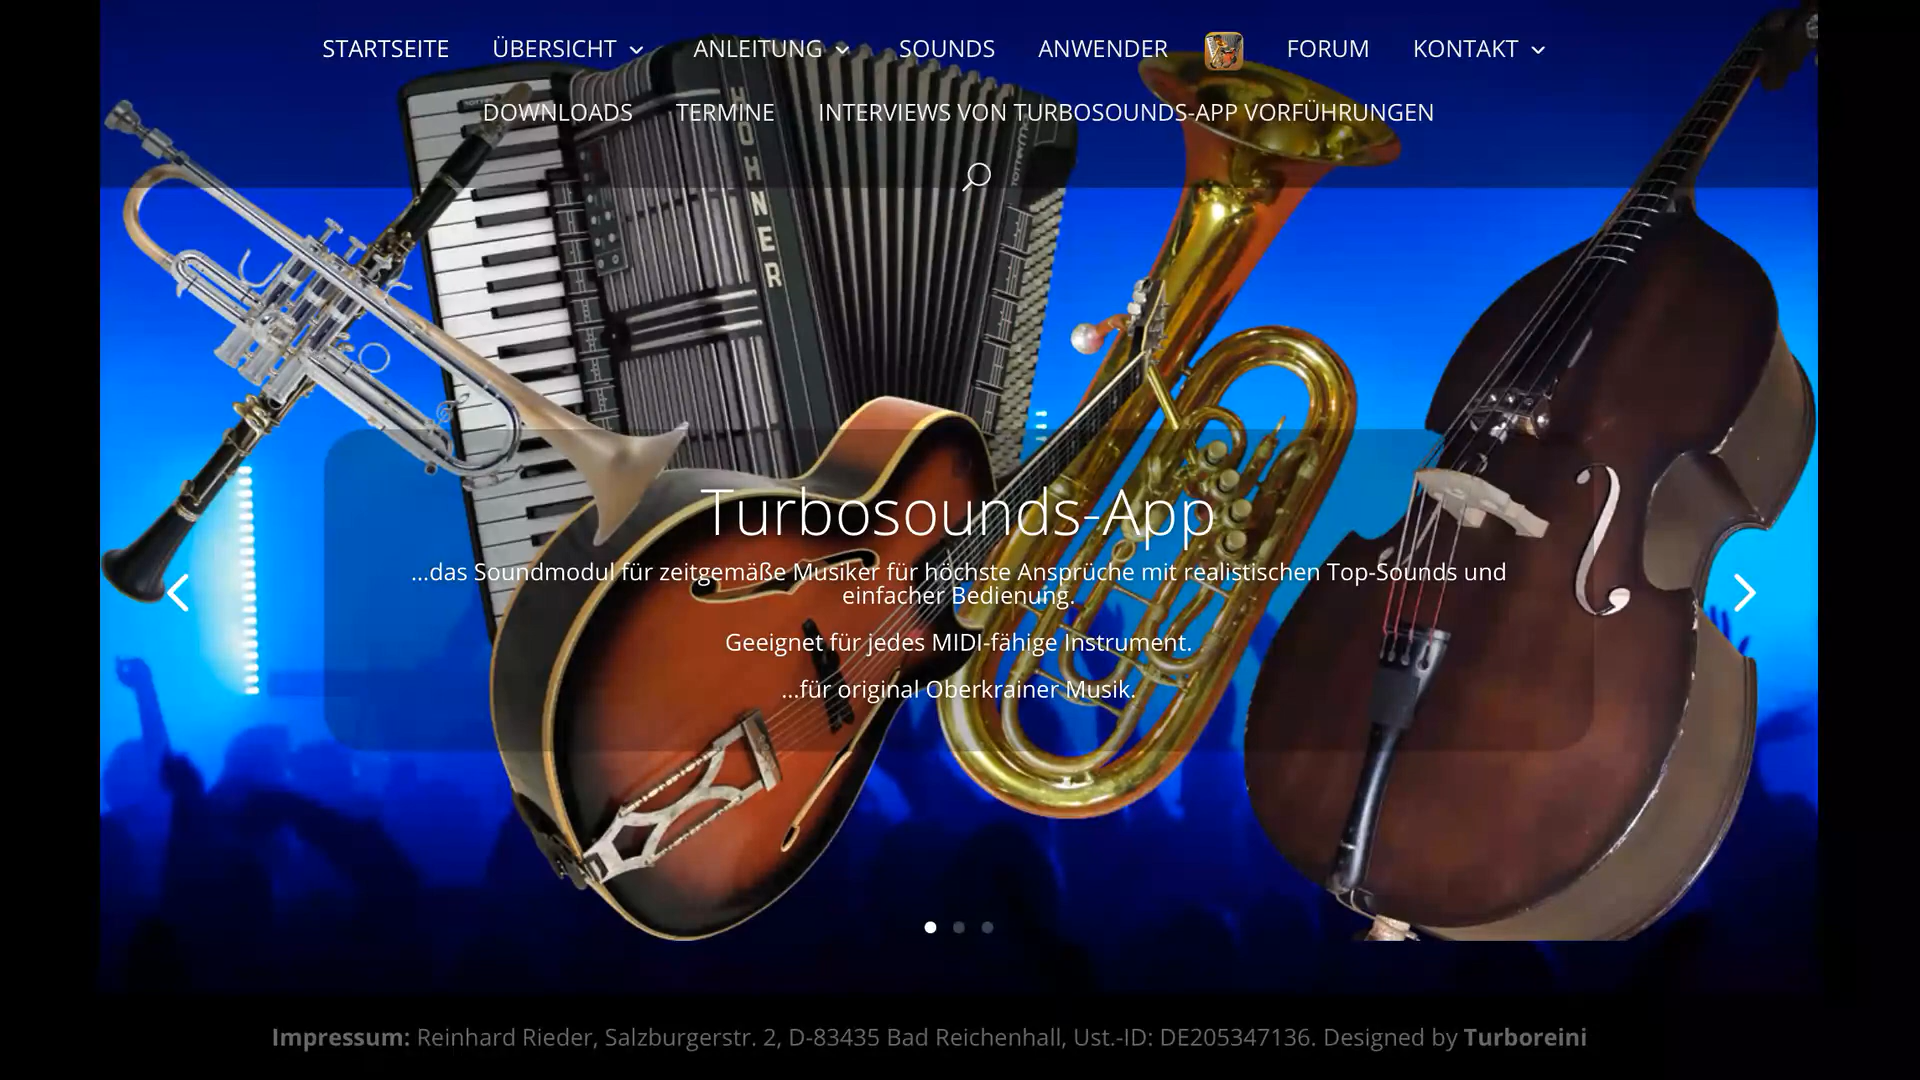 STARTSEITE ÜBERSICHT ANLEITUNG SOUNDS ANWENDER FORUM KONTAKT
DOWNLOADS TERMINE INTERVIEWS VON TURBOSOUNDS-APP VORFÜHRUNGEN
HOHNER
Turbosounds-App
...das Soundmodul für zeitgemäße Musiker für höchste Ansprüche mit realistischen Top-Sounds und
einfacher Bedienung.
Geeignet für jedes MIDI-fähige Instrument.
...für original Oberkrainer Musik.
Impressum: Reinhard Rieder, Salzburgerstr. 2, D-83435 Bad Reichenhall, Ust.-ID: DE205347136. Designed by Turboreini